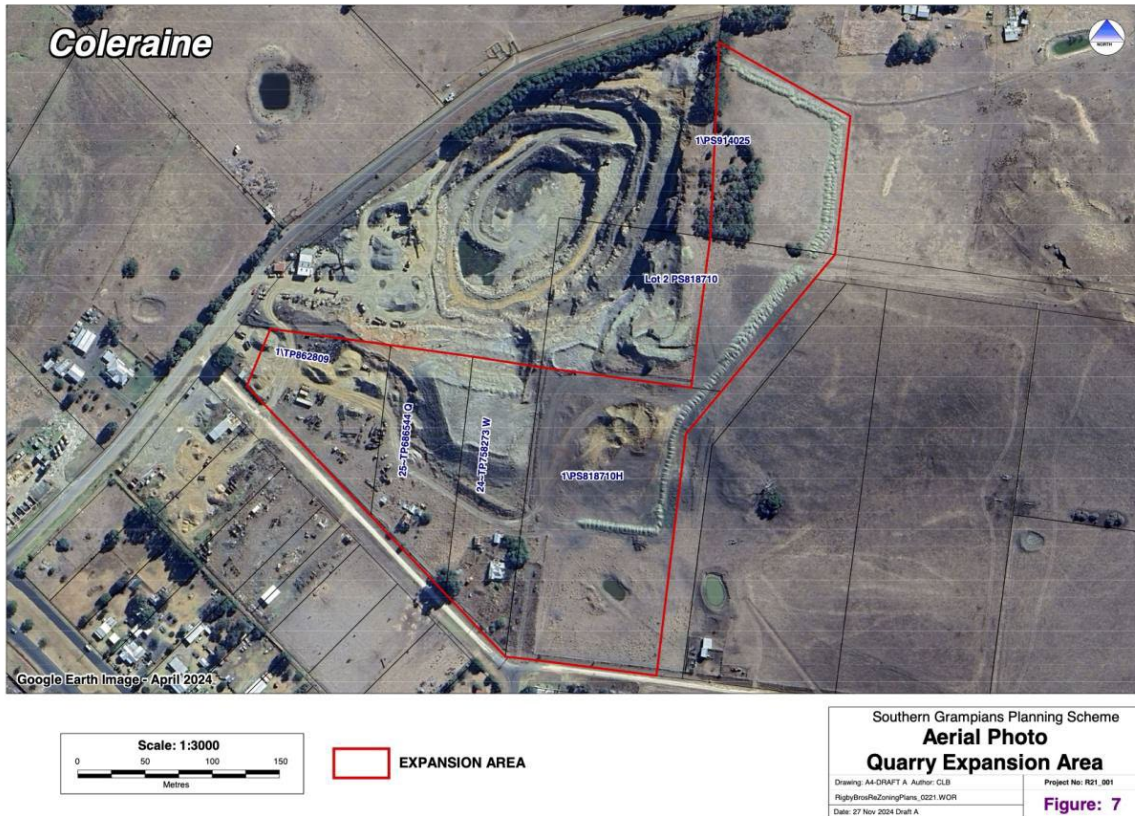 Coleraine
NORTH
1\PS914025
Lot 2 PS818710
1\TP862809
25~TP686544 Q
24~TP758273 W
1\PS818710H
Google Earth Image - April 2024
Scale: 1:3000
0 50 100 150
Metres
EXPANSION AREA
Southern Grampians Planning Scheme
Aerial Photo
Quarry Expansion Area
Drawing: A4-DRAFT A Author: CLB
RigbyBrosReZoningPlans_0221.WOR
Date: 27 Nov 2024 Draft A
Project No: R21_001
Figure: 7